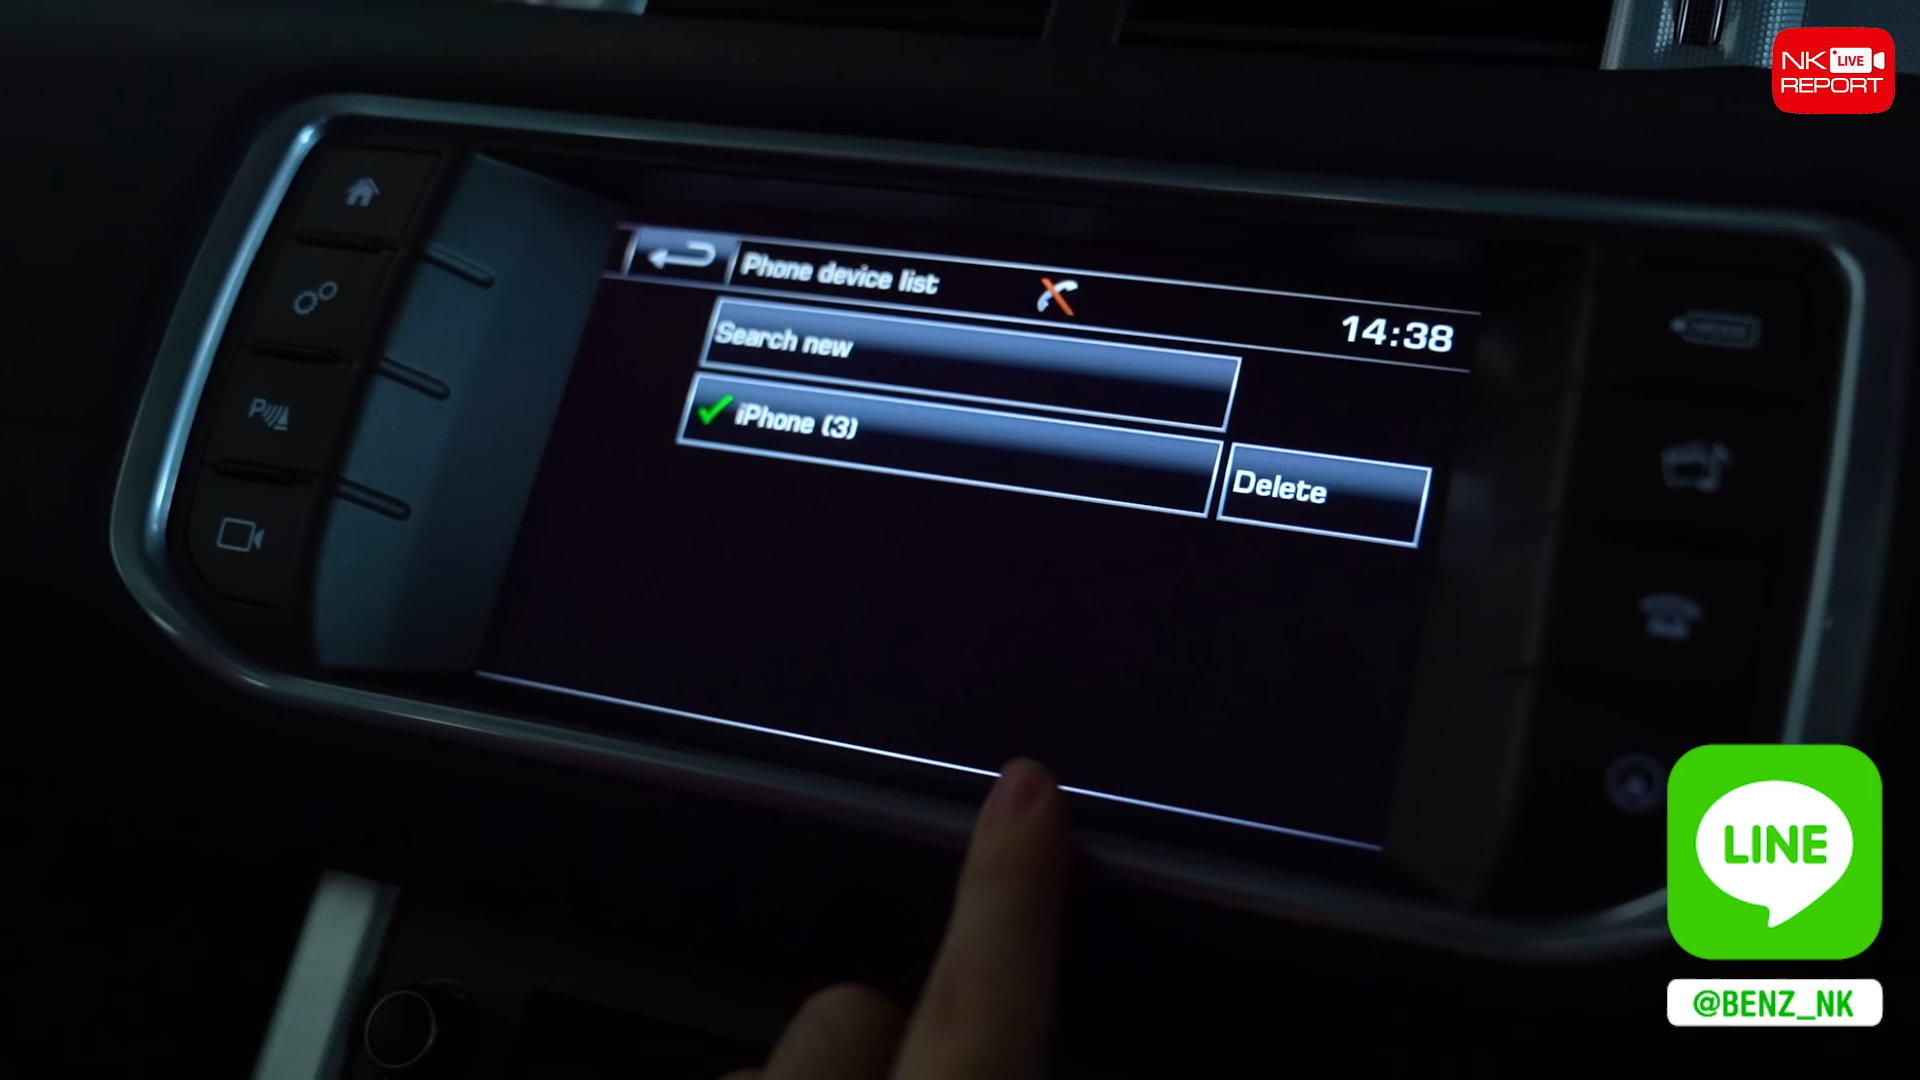 NK LIVE
REPORT
Phone device list
14:38
Search new
iPhone (3)
Delete
P
LINE
@BENZ_NK